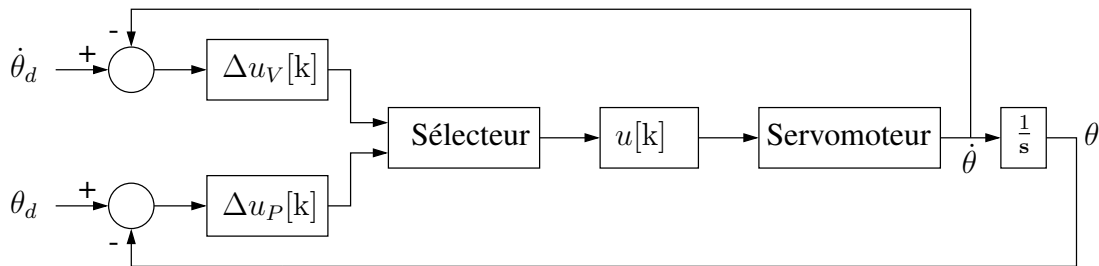 -
θ̇_d
+
Δu_V[k]
Sélecteur
u[k]
Servomoteur
θ̇
1/s
θ
θ_d
+
Δu_P[k]
-